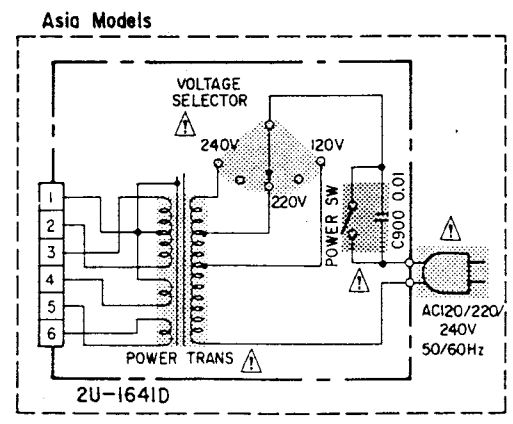 Asia Models
VOLTAGE
SELECTOR
240V
120V
220V
POWER SW
C900 0.01
1
2
3
4
5
6
POWER TRANS
AC120/220/
240V
50/60Hz
2U-1641D